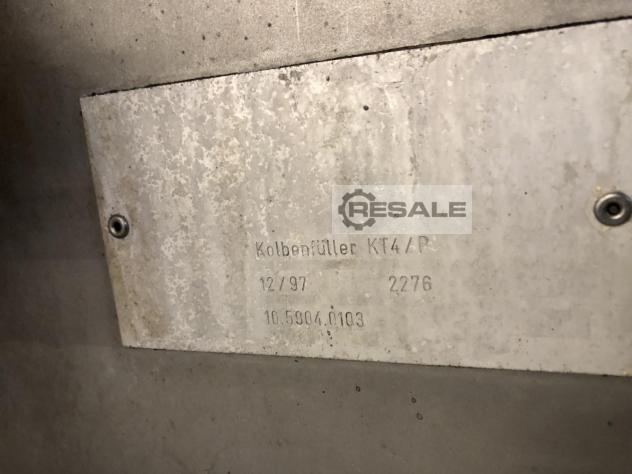 RESALE
Kolbenfüller KT4/P
12/97 2276
10.5904.0103